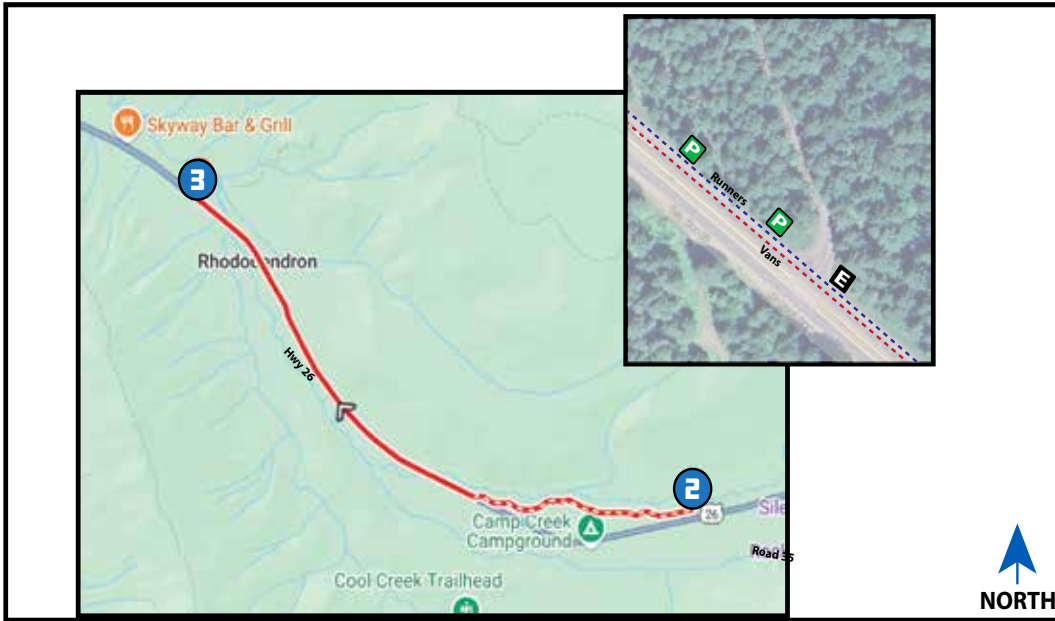 Skyway Bar & Grill
3
Rhododendron
Hwy 26
2
26
Camp Creek
Campground
Road 35
Cool Creek Trailhead
P
Runners
P
Vans
E
NORTH